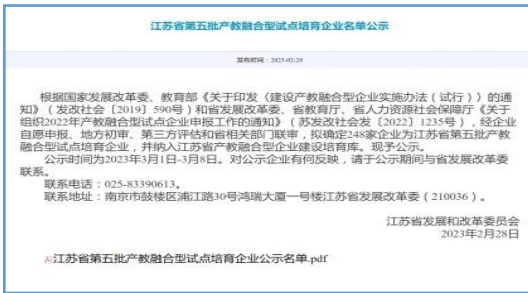 江苏省第五批产教融合型试点培育企业名单公示
发布时间：2023-02-28
根据国家发展改革委、教育部《关于印发〈建设产教融合型企业实施办法（试行）〉的通
知》（发改社会〔2019〕590号）和省发展改革委、省教育厅、省人力资源社会保障厅《关于
组织2022年产教融合型试点企业申报工作的通知》（苏发改社会发〔2022〕1235号），经企业
自愿申报、地方初审、第三方评估和省相关部门联审，拟确定248家企业为江苏省第五批产教
融合型试点培育企业，并纳入江苏省产教融合型企业建设培育库。现予公示。
公示时间为2023年3月1日-3月8日。对公示企业有何反映，请于公示期间与省发展改革委
联系。
联系电话：025-83390613。
联系地址：南京市鼓楼区浦江路30号鸿瑞大厦一号楼江苏省发展改革委（210036）。
江苏省发展和改革委员会
2023年2月28日
江苏省第五批产教融合型试点培育企业公示名单.pdf